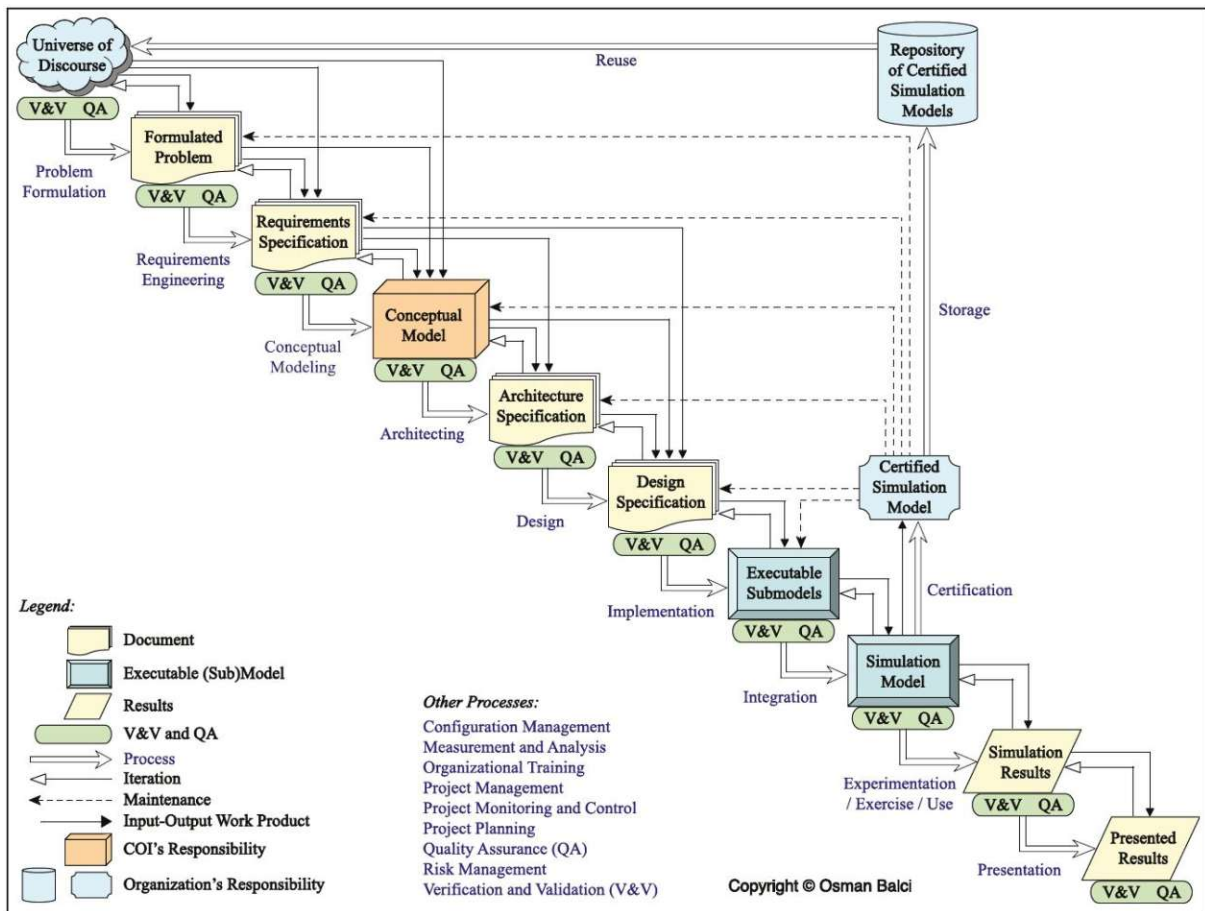 Universe of
Discourse
Repository
of Certified
Simulation
Models
Reuse
V&V QA
Formulated
Problem
Problem
Formulation
V&V QA
Requirements
Specification
Requirements
Engineering
V&V QA
Conceptual
Model
Storage
Conceptual
Modeling
V&V QA
Architecture
Specification
Architecting
V&V QA
Certified
Simulation
Model
Design
Specification
Design
V&V QA
Executable
Submodels
Certification
Implementation
V&V QA
Simulation
Model
Integration
V&V QA
Simulation
Results
Experimentation
/ Exercise / Use
V&V QA
Presented
Results
Presentation
V&V QA
Legend:
Document
Executable (Sub)Model
Results
V&V and QA
Process
Iteration
Maintenance
Input-Output Work Product
COI's Responsibility
Organization's Responsibility
Other Processes:
Configuration Management
Measurement and Analysis
Organizational Training
Project Management
Project Monitoring and Control
Project Planning
Quality Assurance (QA)
Risk Management
Verification and Validation (V&V)
Copyright © Osman Balci